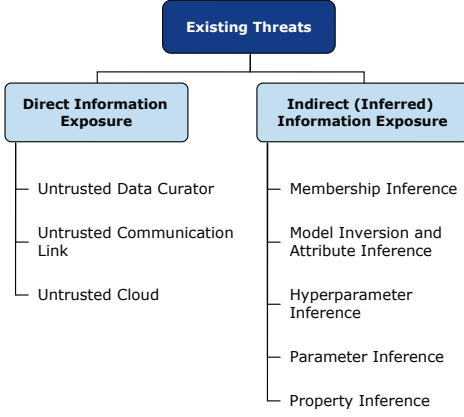 Existing Threats
Direct Information
Exposure
Untrusted Data Curator
Untrusted Communication
Link
Untrusted Cloud
Indirect (Inferred)
Information Exposure
Membership Inference
Model Inversion and
Attribute Inference
Hyperparameter
Inference
Parameter Inference
Property Inference